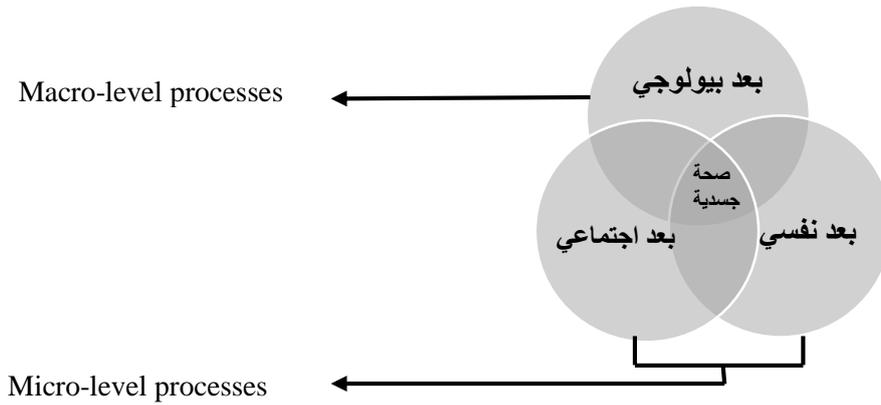 بعد بيولوجي
Macro-level processes
صحة
جسدية
بعد نفسي
بعد اجتماعي
Micro-level processes